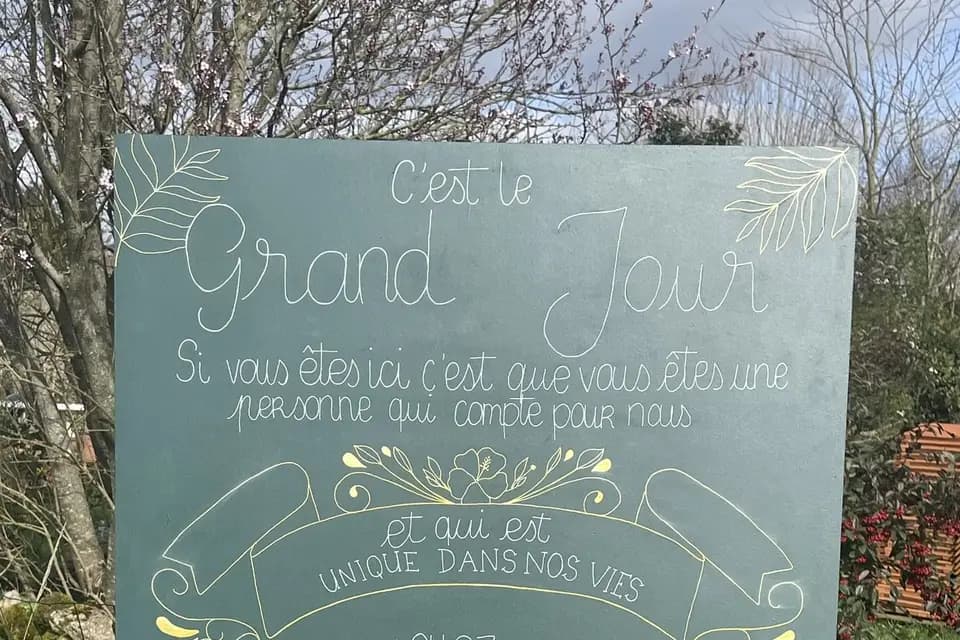 C'est le
Grand Jour
Si vous êtes ici c'est que vous êtes une
personne qui compte pour nous
et qui est
UNIQUE DANS NOS VIES